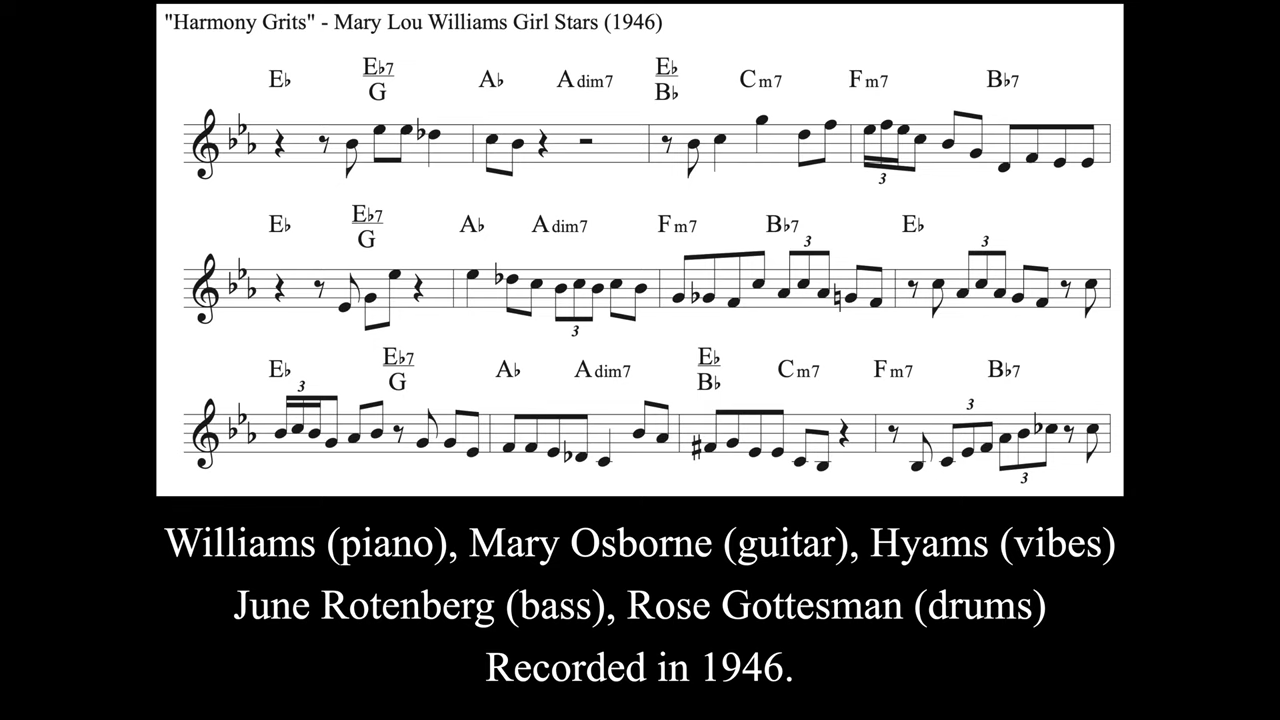 "Harmony Grits" - Mary Lou Williams Girl Stars (1946)
E♭ E♭7/G A♭ Adim7 E♭/B♭ Cm7 Fm7 B♭7
3
E♭ E♭7/G A♭ Adim7 Fm7 B♭7 E♭
3 3 3
E♭ E♭7/G A♭ Adim7 E♭/B♭ Cm7 Fm7 B♭7
3 3 3
Williams (piano), Mary Osborne (guitar), Hyams (vibes)
June Rotenberg (bass), Rose Gottesman (drums)
Recorded in 1946.